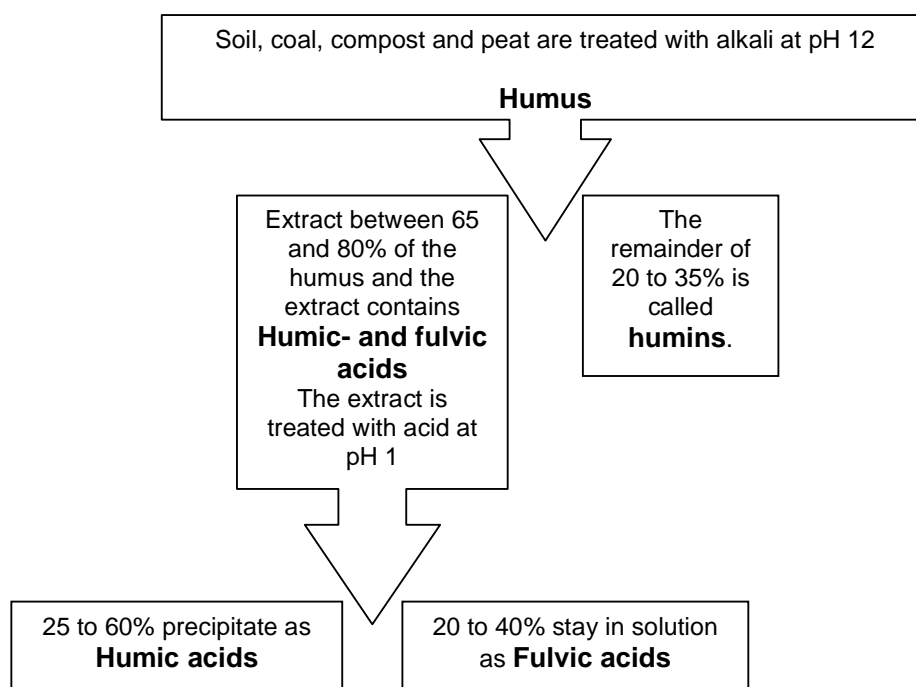 Soil, coal, compost and peat are treated with alkali at pH 12
Humus
Extract between 65
and 80% of the
humus and the
extract contains
Humic- and fulvic
acids
The extract is
treated with acid at
pH 1
The
remainder of
20 to 35% is
called
humins.
25 to 60% precipitate as
Humic acids
20 to 40% stay in solution
as Fulvic acids